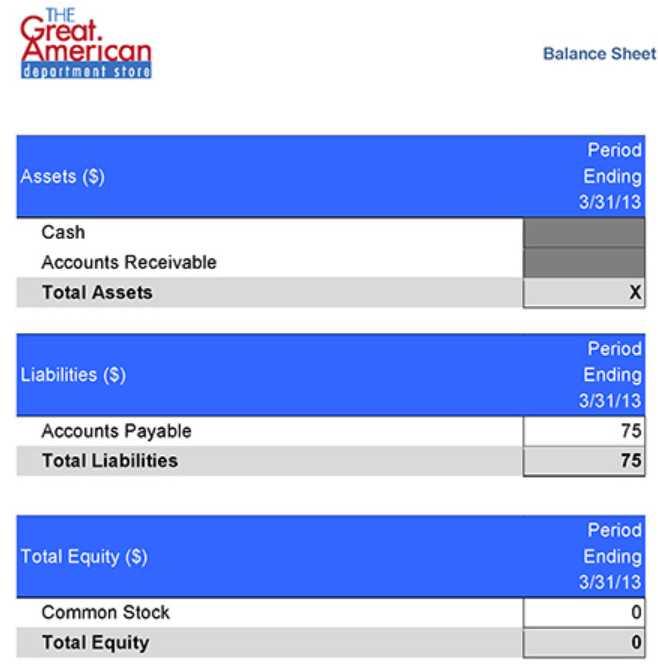 THE
Great.
American
department store
Balance Sheet
Period
Assets ($) Ending
3/31/13
Cash
Accounts Receivable
Total Assets X
Period
Liabilities ($) Ending
3/31/13
Accounts Payable 75
Total Liabilities 75
Period
Total Equity ($) Ending
3/31/13
Common Stock 0
Total Equity 0